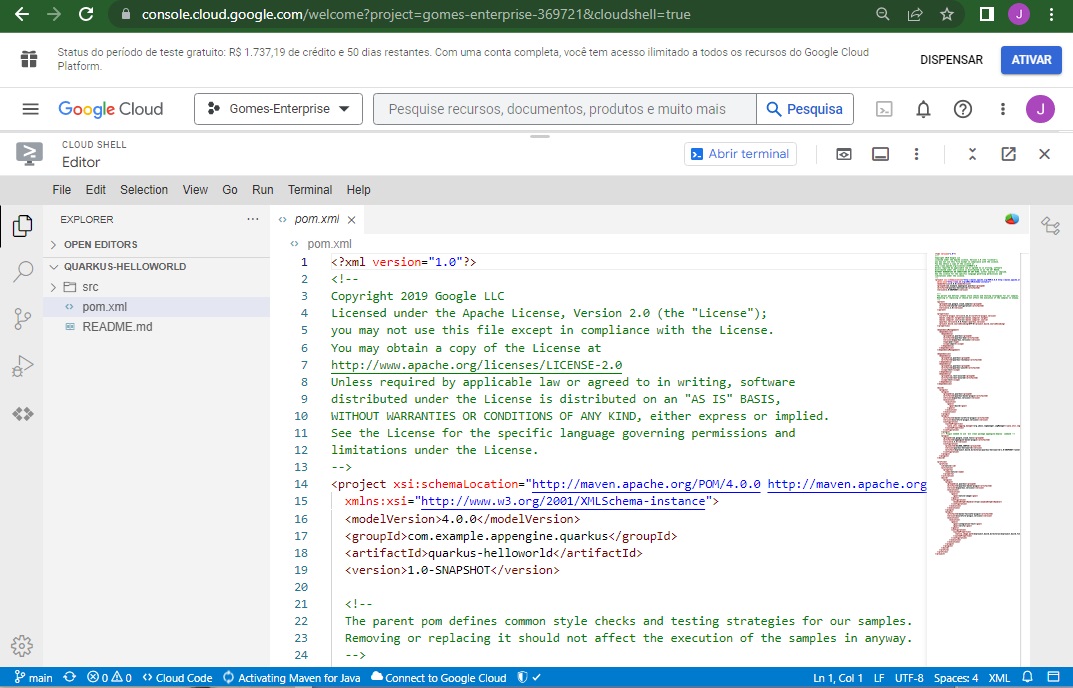 console.cloud.google.com/welcome?project=gomes-enterprise-369721&cloudshell=true
J
Status do período de teste gratuito: R$ 1.737,19 de crédito e 50 dias restantes. Com uma conta completa, você tem acesso ilimitado a todos os recursos do Google Cloud
Platform.
DISPENSAR
ATIVAR
Google Cloud
Gomes-Enterprise
Pesquise recursos, documentos, produtos e muito mais
Pesquisa
J
CLOUD SHELL
Editor
Abrir terminal
File Edit Selection View Go Run Terminal Help
EXPLORER
OPEN EDITORS
QUARKUS-HELLOWORLD
src
pom.xml
README.md
pom.xml
pom.xml
1 <?xml version="1.0"?>
2 <!--
3 Copyright 2019 Google LLC
4 Licensed under the Apache License, Version 2.0 (the "License");
5 you may not use this file except in compliance with the License.
6 You may obtain a copy of the License at
7 http://www.apache.org/licenses/LICENSE-2.0
8 Unless required by applicable law or agreed to in writing, software
9 distributed under the License is distributed on an "AS IS" BASIS,
10 WITHOUT WARRANTIES OR CONDITIONS OF ANY KIND, either express or implied.
11 See the License for the specific language governing permissions and
12 limitations under the License.
13 -->
14 <project xsi:schemaLocation="http://maven.apache.org/POM/4.0.0 http://maven.apache.org
15 xmlns:xsi="http://www.w3.org/2001/XMLSchema-instance">
16 <modelVersion>4.0.0</modelVersion>
17 <groupId>com.example.appengine.quarkus</groupId>
18 <artifactId>quarkus-helloworld</artifactId>
19 <version>1.0-SNAPSHOT</version>
20
21 <!--
22 The parent pom defines common style checks and testing strategies for our samples.
23 Removing or replacing it should not affect the execution of the samples in anyway.
24 -->
main 0 0 Cloud Code Activating Maven for Java Connect to Google Cloud Ln 1, Col 1 LF UTF-8 Spaces: 4 XML